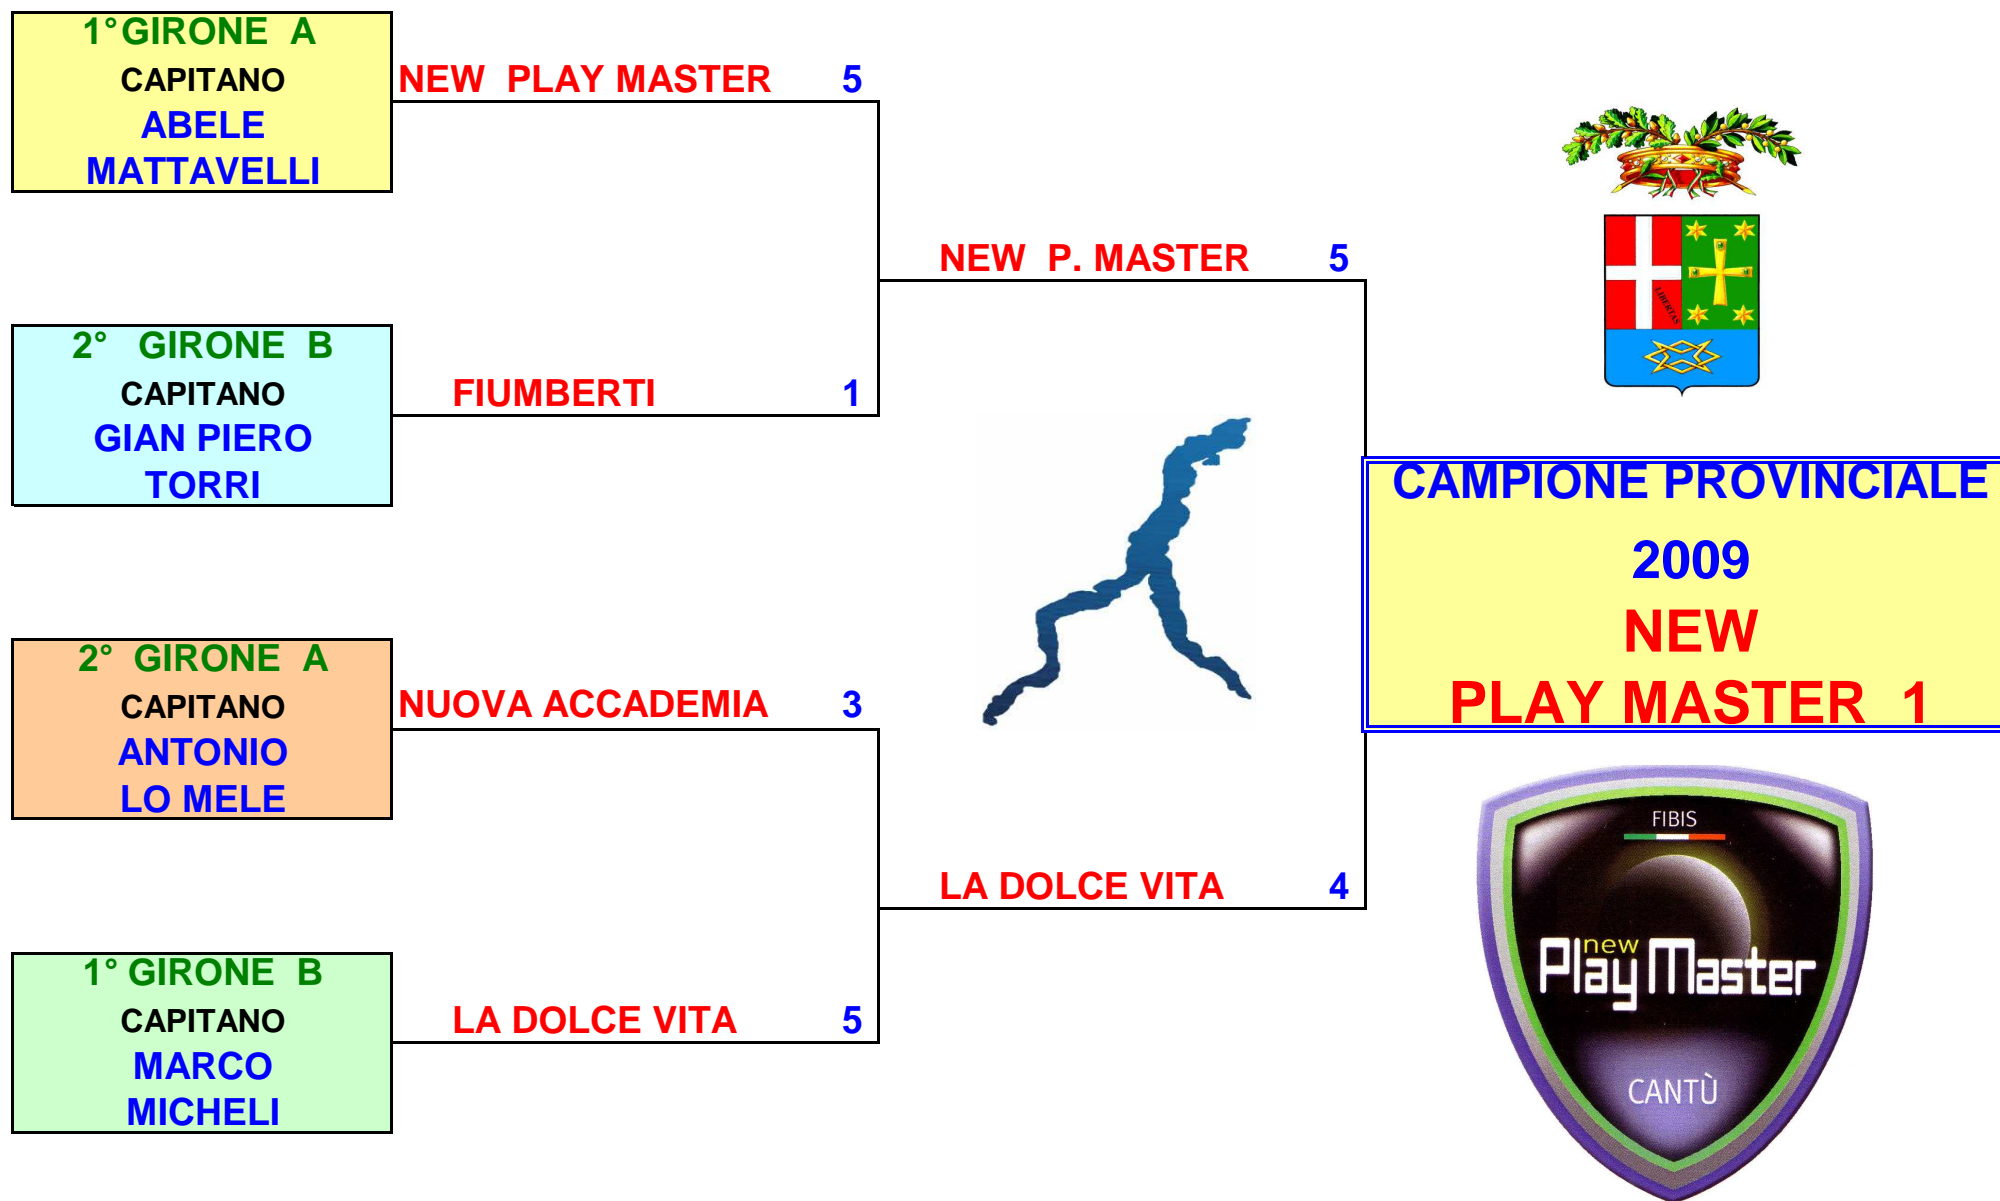 1°GIRONE A
CAPITANO
ABELE
MATTAVELLI
NEW PLAY MASTER 5
2° GIRONE B
CAPITANO
GIAN PIERO
TORRI
FIUMBERTI 1
2° GIRONE A
CAPITANO
ANTONIO
LO MELE
NUOVA ACCADEMIA 3
1° GIRONE B
CAPITANO
MARCO
MICHELI
LA DOLCE VITA 5
NEW P. MASTER 5
LA DOLCE VITA 4
LIBERTAS
CAMPIONE PROVINCIALE
2009
NEW
PLAY MASTER 1
FIBIS
new
Play Master
CANTÙ